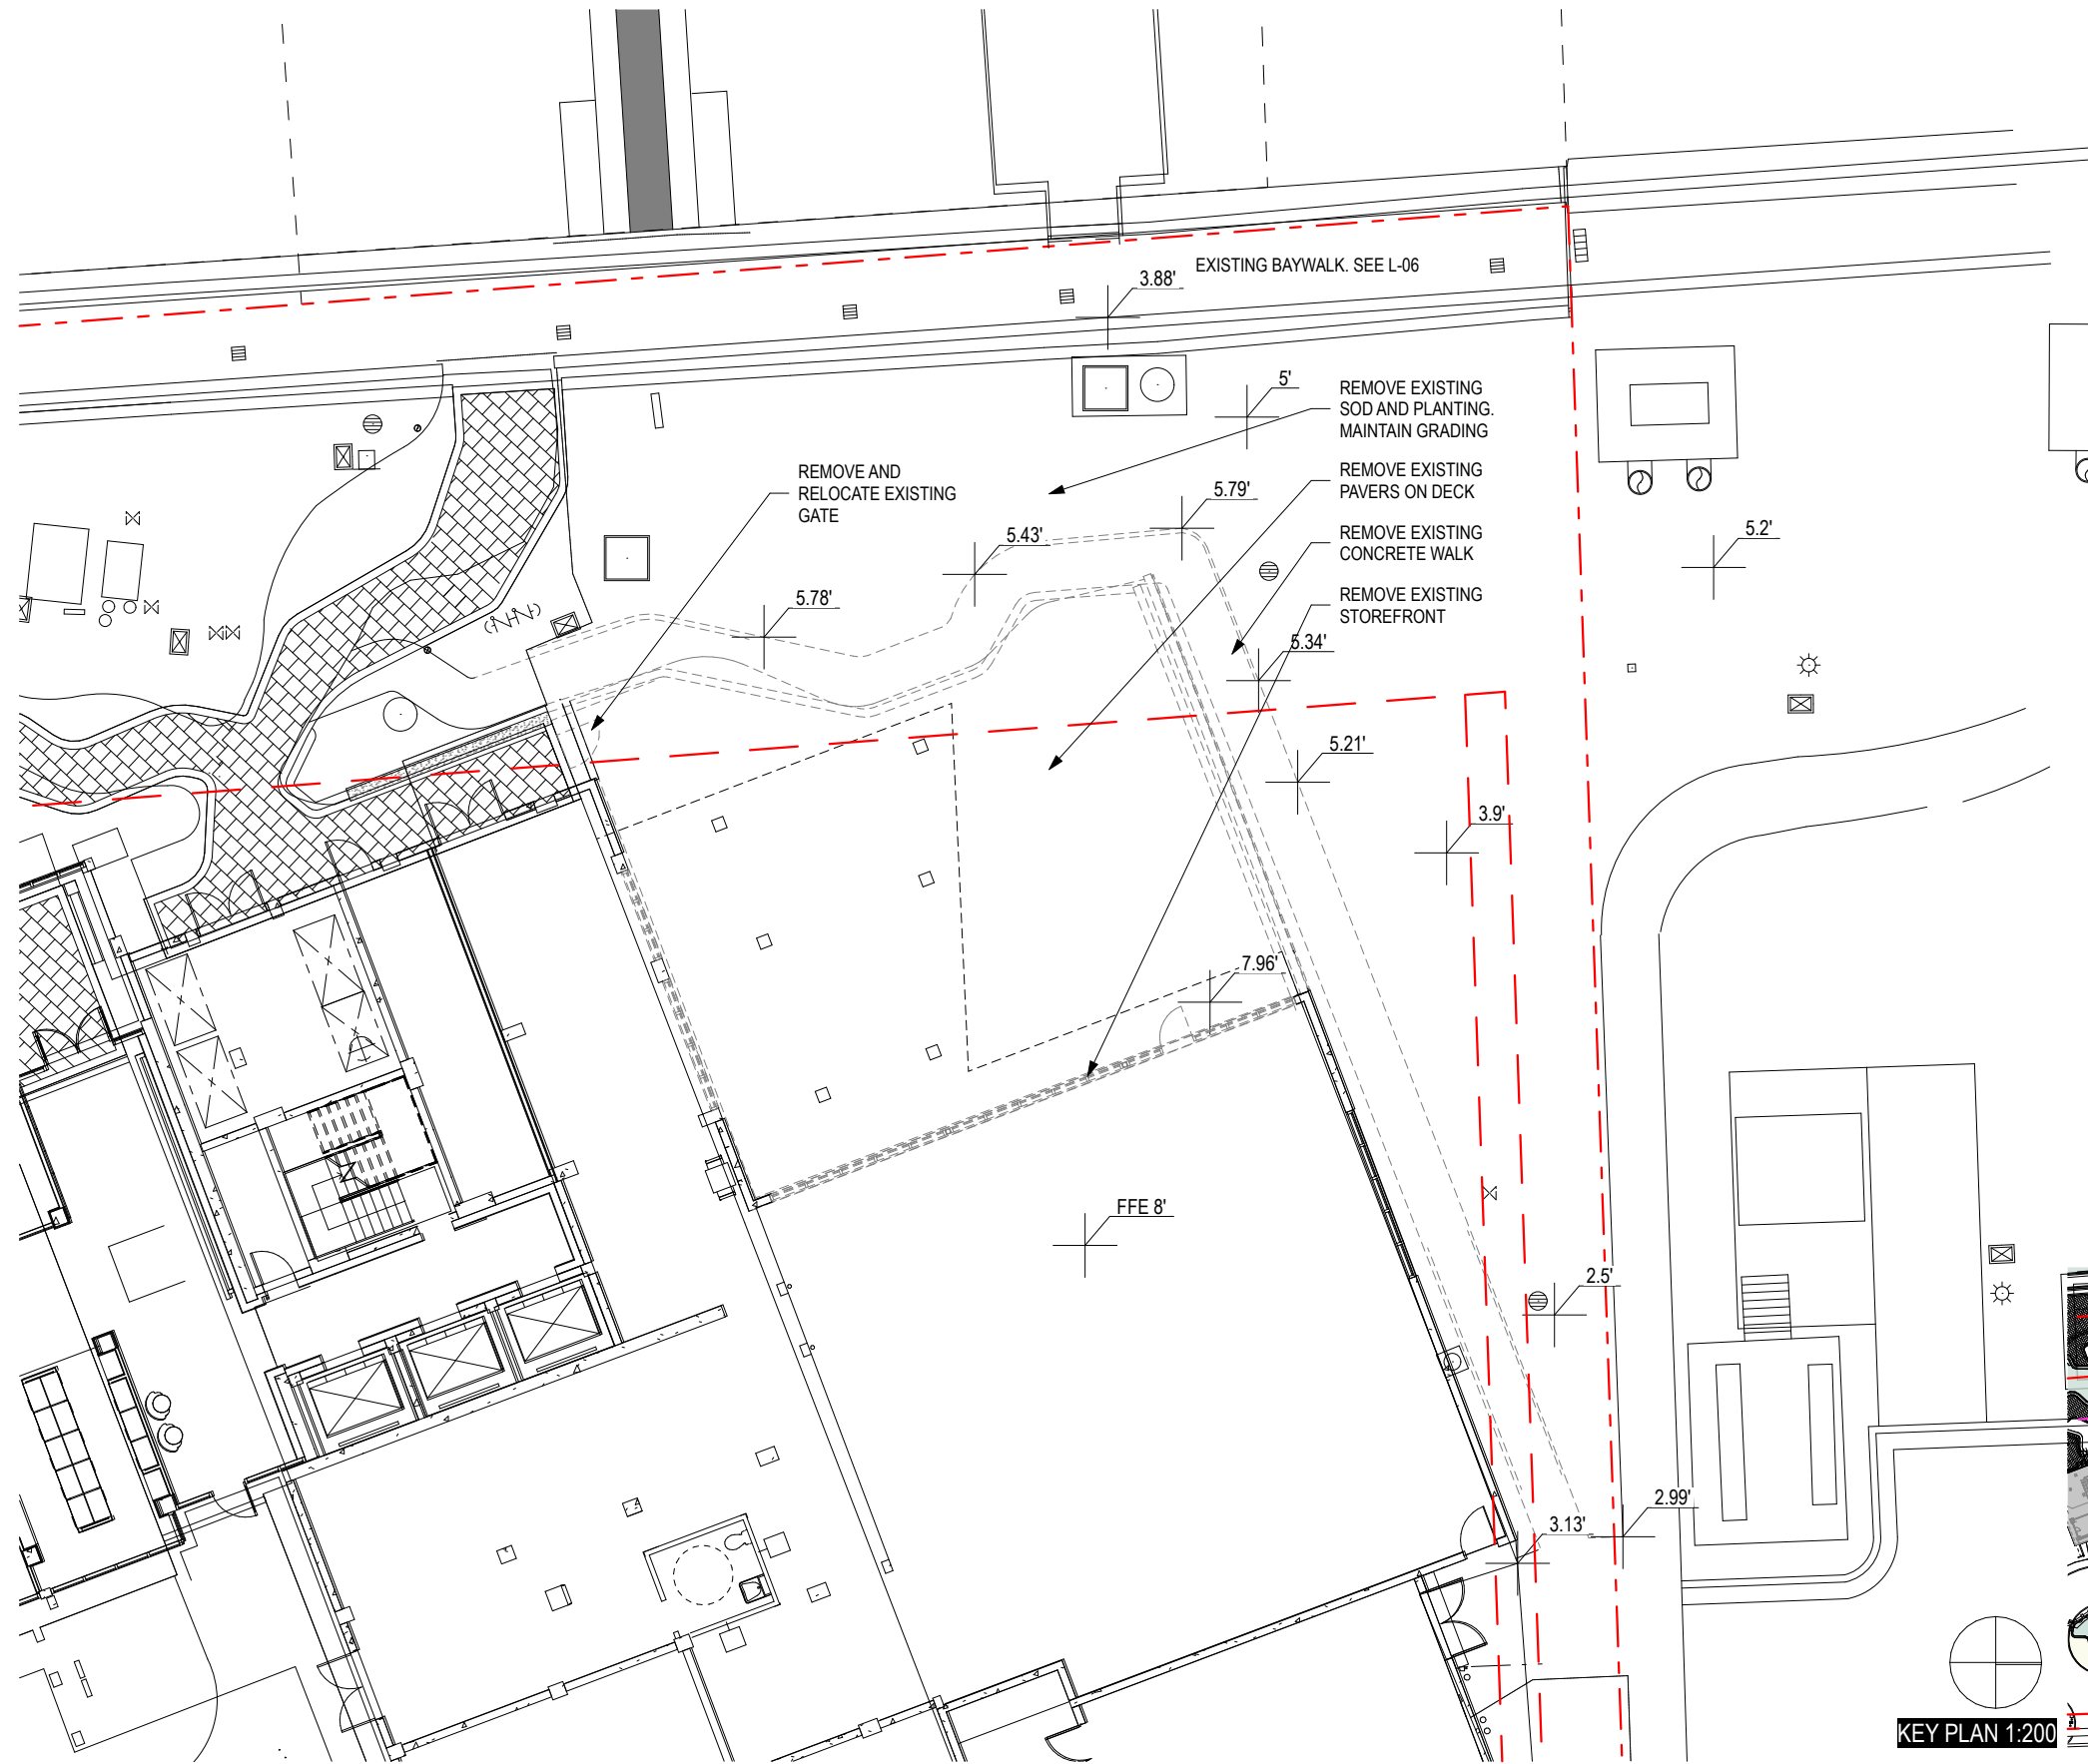 EXISTING BAYWALK. SEE L-06
3.88'
5'
REMOVE EXISTING
SOD AND PLANTING.
MAINTAIN GRADING
REMOVE AND
RELOCATE EXISTING
GATE
REMOVE EXISTING
PAVERS ON DECK
5.79'
5.43'
REMOVE EXISTING
CONCRETE WALK
5.2'
5.78'
REMOVE EXISTING
STOREFRONT
5.34'
5.21'
3.9'
7.96'
FFE 8'
2.5'
2.99'
3.13'
KEY PLAN 1:200